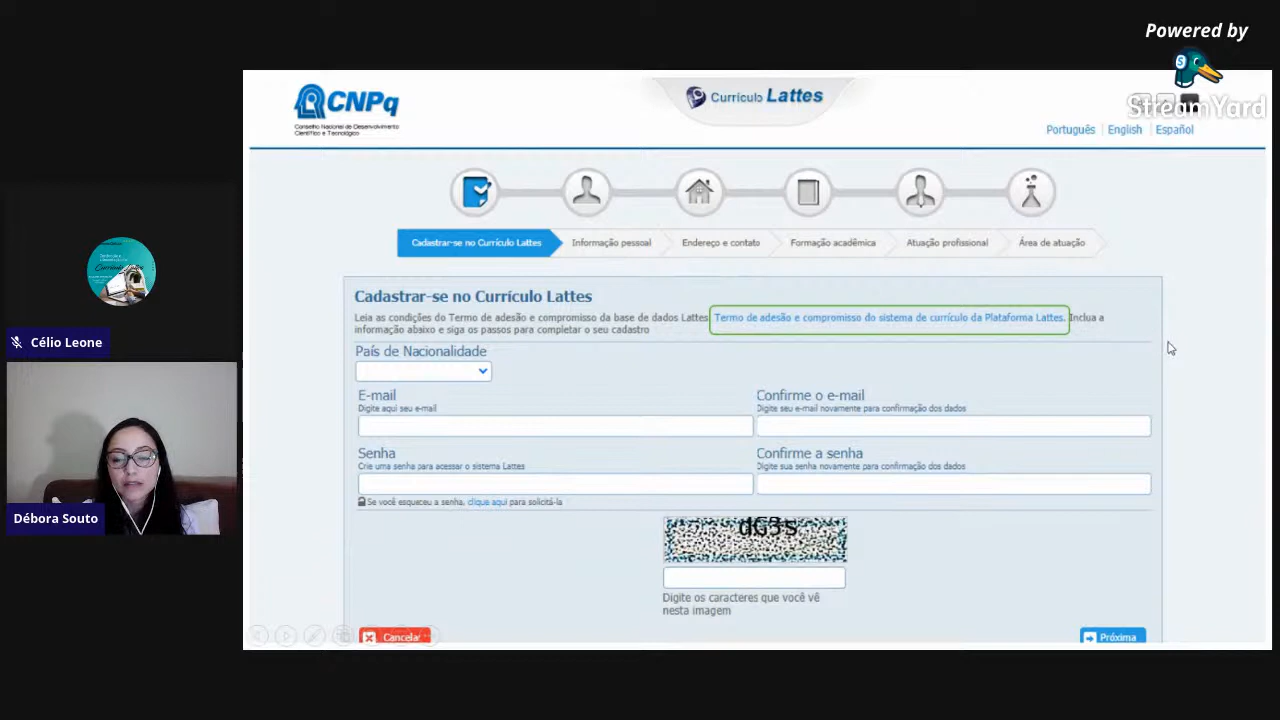 Powered by
StreamYard
CNPq
Conselho Nacional de Desenvolvimento
Científico e Tecnológico
Currículo Lattes
Português English Español
Cadastrar-se no Currículo Lattes Informação pessoal Endereço e contato Formação acadêmica Atuação profissional Área de atuação
Cadastrar-se no Currículo Lattes
Leia as condições do Termo de adesão e compromisso da base de dados Lattes Termo de adesão e compromisso do sistema de currículo da Plataforma Lattes. Inclua a
informação abaixo e siga os passos para completar o seu cadastro
País de Nacionalidade
E-mail Confirme o e-mail
Digite aqui seu e-mail Digite seu e-mail novamente para confirmação dos dados
Senha Confirme a senha
Crie uma senha para acessar o sistema Lattes Digite sua senha novamente para confirmação dos dados
Se você esqueceu a senha, clique aqui para solicitá-la
dG3s
Digite os caracteres que você vê
nesta imagem
Cancelar Próxima
Célio Leone
Débora Souto